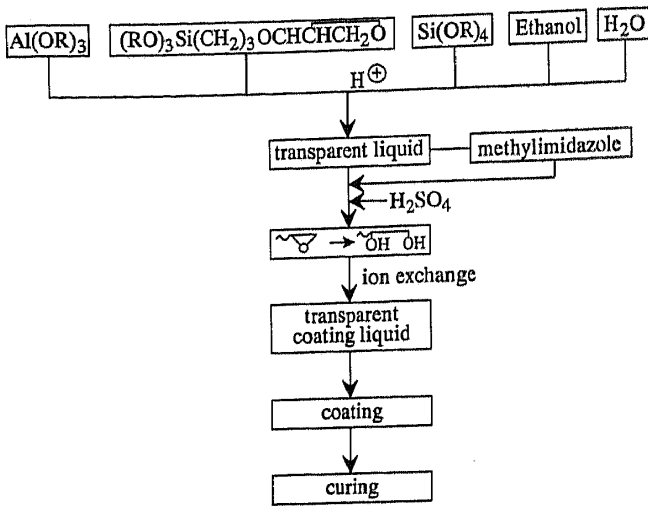 Al(OR)3
(RO)3Si(CH2)3OCHCHCH2O
Si(OR)4
Ethanol
H2O
H⊕
transparent liquid
methylimidazole
H2SO4
O → OH OH
ion exchange
transparent
coating liquid
coating
curing